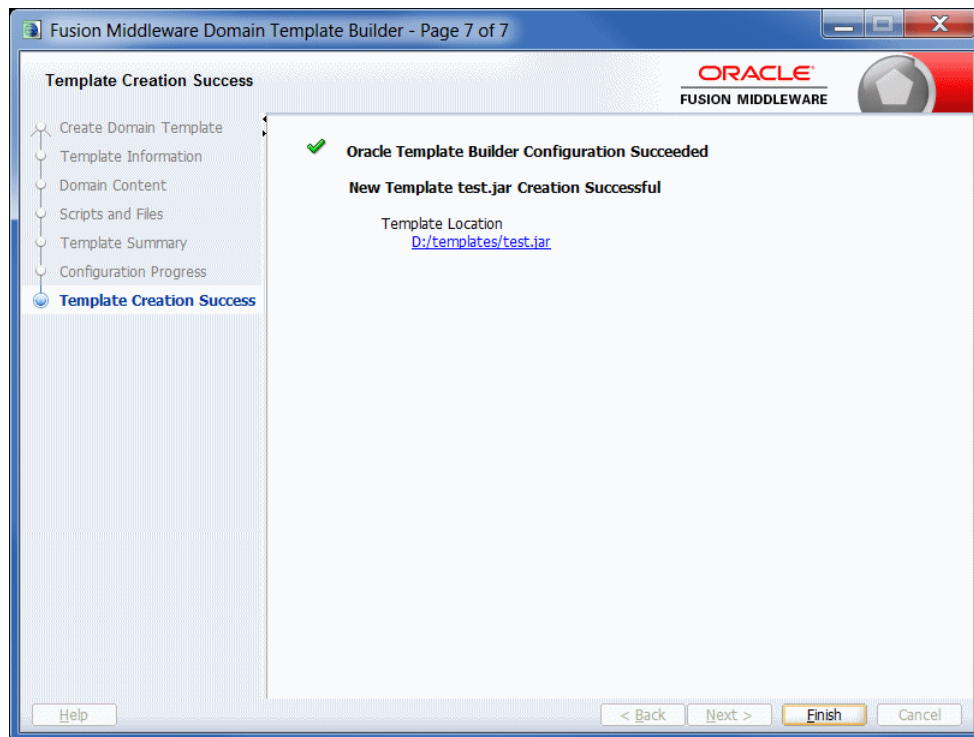 Fusion Middleware Domain Template Builder - Page 7 of 7
Template Creation Success
ORACLE
FUSION MIDDLEWARE
Create Domain Template
Template Information
Domain Content
Scripts and Files
Template Summary
Configuration Progress
Template Creation Success
Oracle Template Builder Configuration Succeeded
New Template test.jar Creation Successful
Template Location
D:/templates/test.jar
Help
< Back
Next >
Finish
Cancel